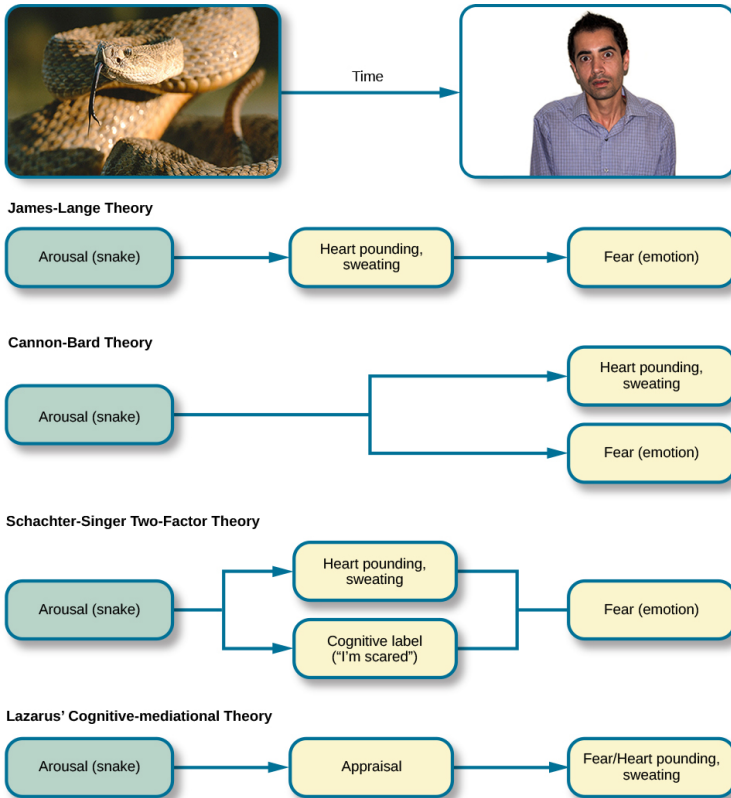 Time
James-Lange Theory
Arousal (snake)
Heart pounding,
sweating
Fear (emotion)
Cannon-Bard Theory
Arousal (snake)
Heart pounding,
sweating
Fear (emotion)
Schachter-Singer Two-Factor Theory
Arousal (snake)
Heart pounding,
sweating
Cognitive label
(“I’m scared”)
Fear (emotion)
Lazarus’ Cognitive-mediational Theory
Arousal (snake)
Appraisal
Fear/Heart pounding,
sweating